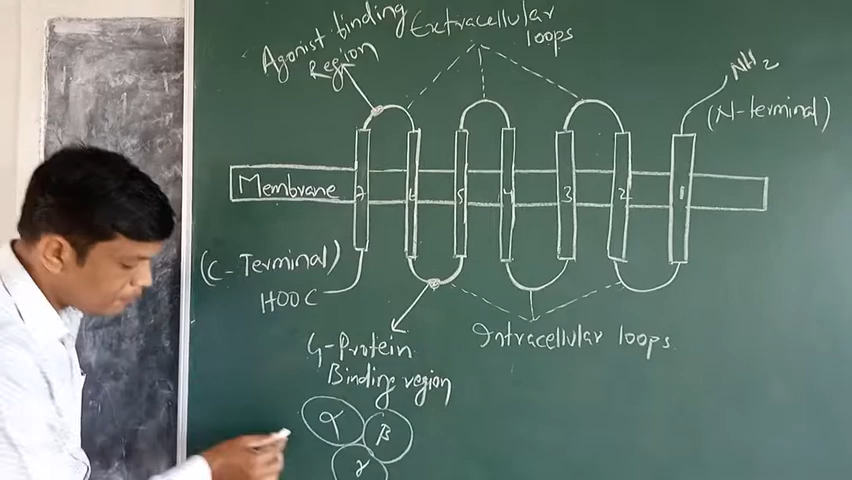 Agonist binding
Region
Extracellular
loops
NH2
(N-terminal)
Membrane
7 6 5 4 3 2 1
(C-Terminal)
HOOC
G-Protein
Binding region
Intracellular loops
α β
γ